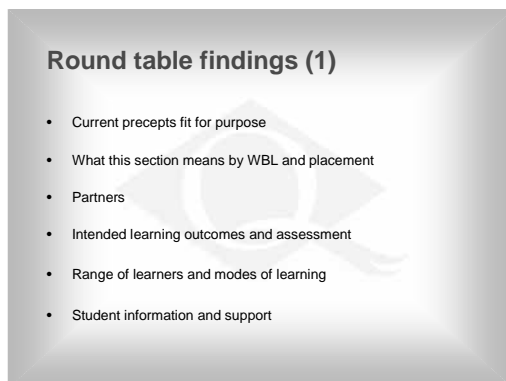 Round table findings (1)
• Current precepts fit for purpose
• What this section means by WBL and placement
• Partners
• Intended learning outcomes and assessment
• Range of learners and modes of learning
• Student information and support